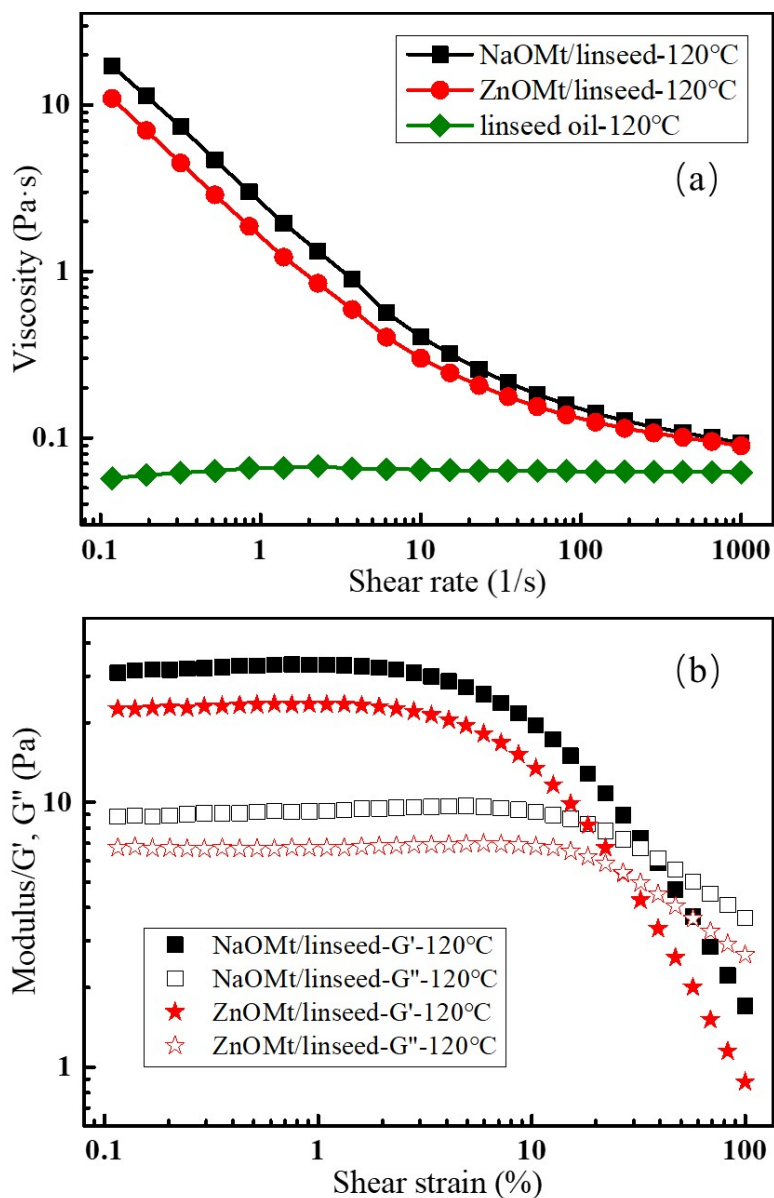 10
1
0.1
Viscosity (Pa·s)
NaOMt/linseed-120℃
ZnOMt/linseed-120℃
linseed oil-120℃
(a)
0.1 1 10 100 1000
Shear rate (1/s)
(b)
10
1
Modulus/G', G'' (Pa)
NaOMt/linseed-G'-120℃
NaOMt/linseed-G''-120℃
ZnOMt/linseed-G'-120℃
ZnOMt/linseed-G''-120℃
0.1 1 10 100
Shear strain (%)